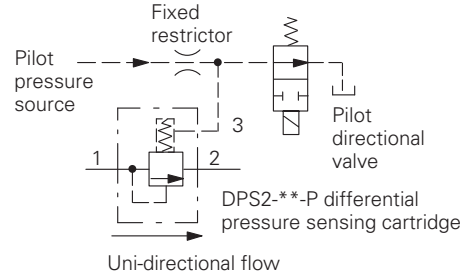 Fixed
restrictor
Pilot
pressure
source
3
Pilot
directional
valve
1
2
DPS2-**-P differential
pressure sensing cartridge
Uni-directional flow